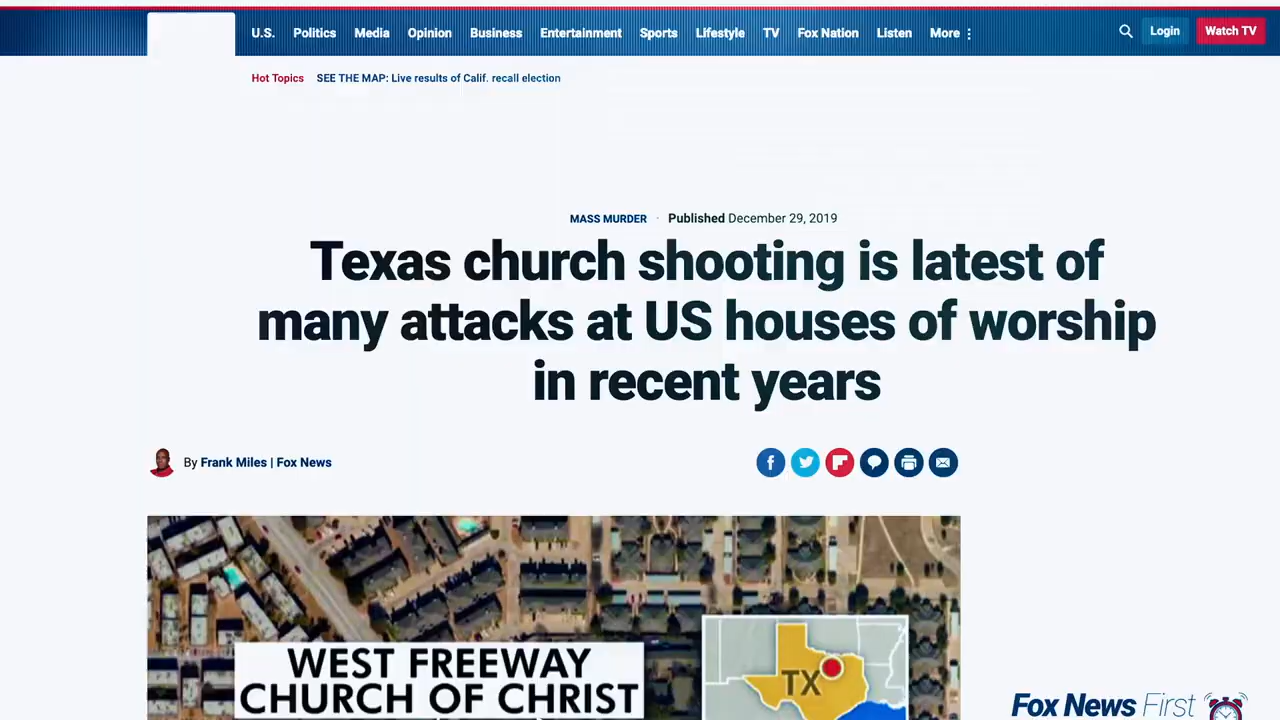 U.S. Politics Media Opinion Business Entertainment Sports Lifestyle TV Fox Nation Listen More Login Watch TV
Hot Topics SEE THE MAP: Live results of Calif. recall election
MASS MURDER · Published December 29, 2019
Texas church shooting is latest of
many attacks at US houses of worship
in recent years
By Frank Miles | Fox News
WEST FREEWAY
CHURCH OF CHRIST
TX
Fox News First